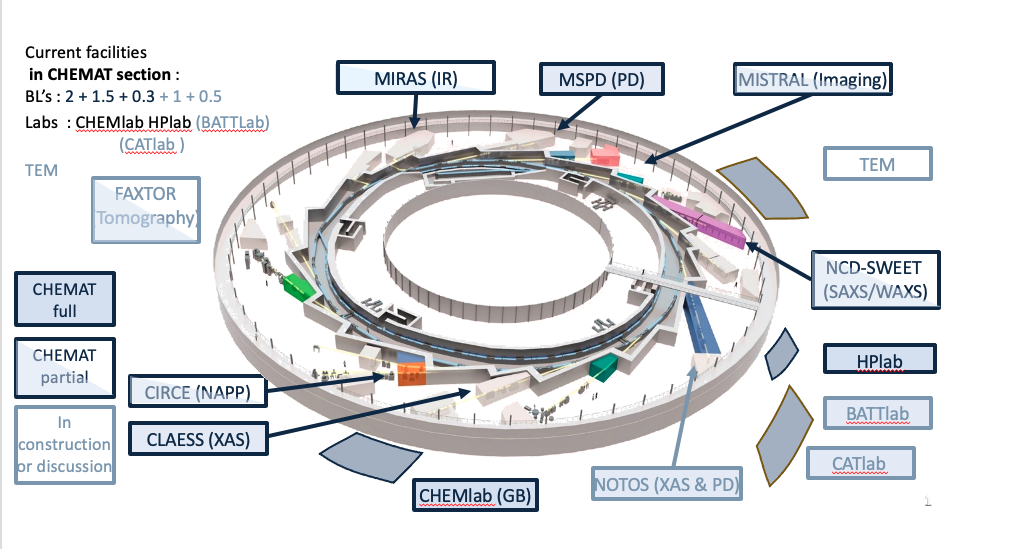 Current facilities
in CHEMAT section :
BL's : 2 + 1.5 + 0.3 + 1 + 0.5
Labs : CHEMlab HPlab (BATTLab)
(CATlab )
TEM
FAXTOR
Tomography)
CHEMAT
full
CHEMAT
partial
In
construction
or discussion
MIRAS (IR)
MSPD (PD)
MISTRAL (Imaging)
TEM
NCD-SWEET
(SAXS/WAXS)
HPlab
BATTlab
CATlab
CIRCE (NAPP)
CLAESS (XAS)
CHEMlab (GB)
NOTOS (XAS & PD)
1